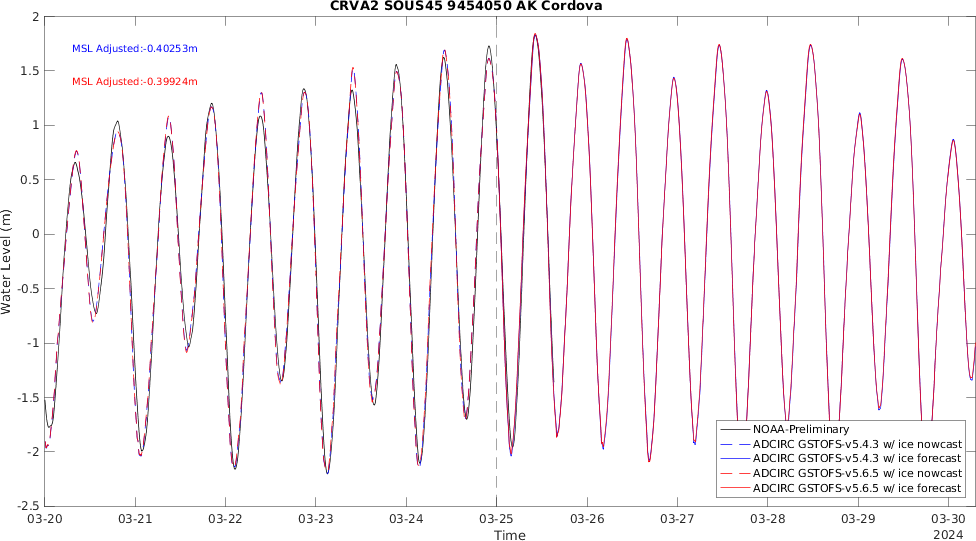 CRVA2 SOUS45 9454050 AK Cordova
MSL Adjusted:-0.40253m
MSL Adjusted:-0.39924m
Water Level (m)
2
1.5
1
0.5
0
-0.5
-1
-1.5
-2
-2.5
NOAA-Preliminary
ADCIRC GSTOFS-v5.4.3 w/ ice nowcast
ADCIRC GSTOFS-v5.4.3 w/ ice forecast
ADCIRC GSTOFS-v5.6.5 w/ ice nowcast
ADCIRC GSTOFS-v5.6.5 w/ ice forecast
03-20 03-21 03-22 03-23 03-24 03-25 03-26 03-27 03-28 03-29 03-30
Time
2024